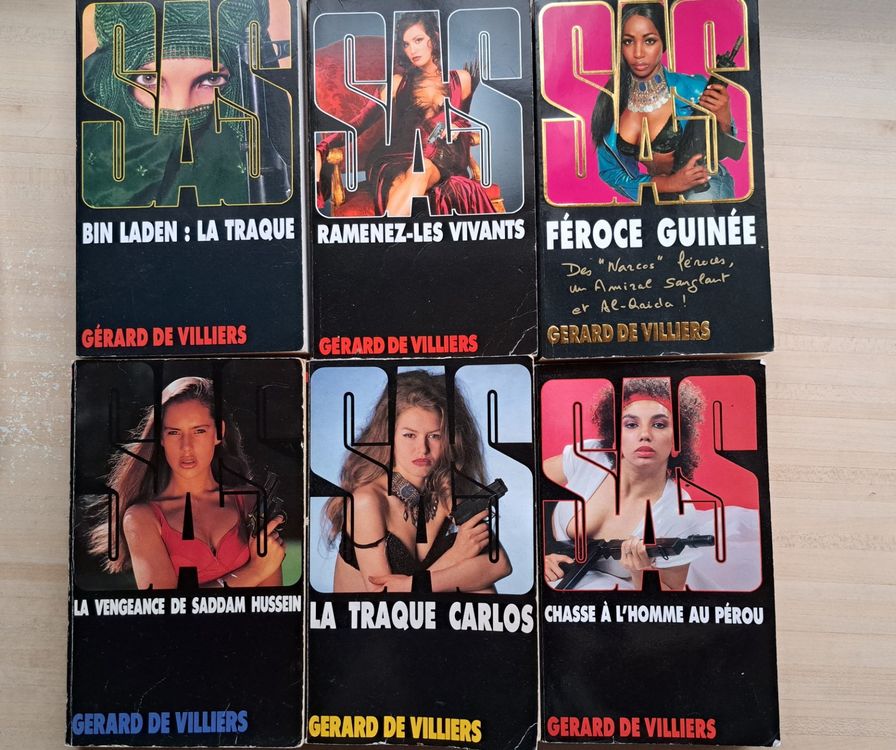 SAS
BIN LADEN : LA TRAQUE
GÉRARD DE VILLIERS
SAS
RAMENEZ-LES VIVANTS
GÉRARD DE VILLIERS
SAS
FÉROCE GUINÉE
Des "Narcos" féroces,
un Amiral sanglant
et Al-Qaida !
GERARD DE VILLIERS
SAS
LA VENGEANCE DE SADDAM HUSSEIN
GERARD DE VILLIERS
SAS
LA TRAQUE CARLOS
GERARD DE VILLIERS
SAS
CHASSE À L'HOMME AU PÉROU
GERARD DE VILLIERS